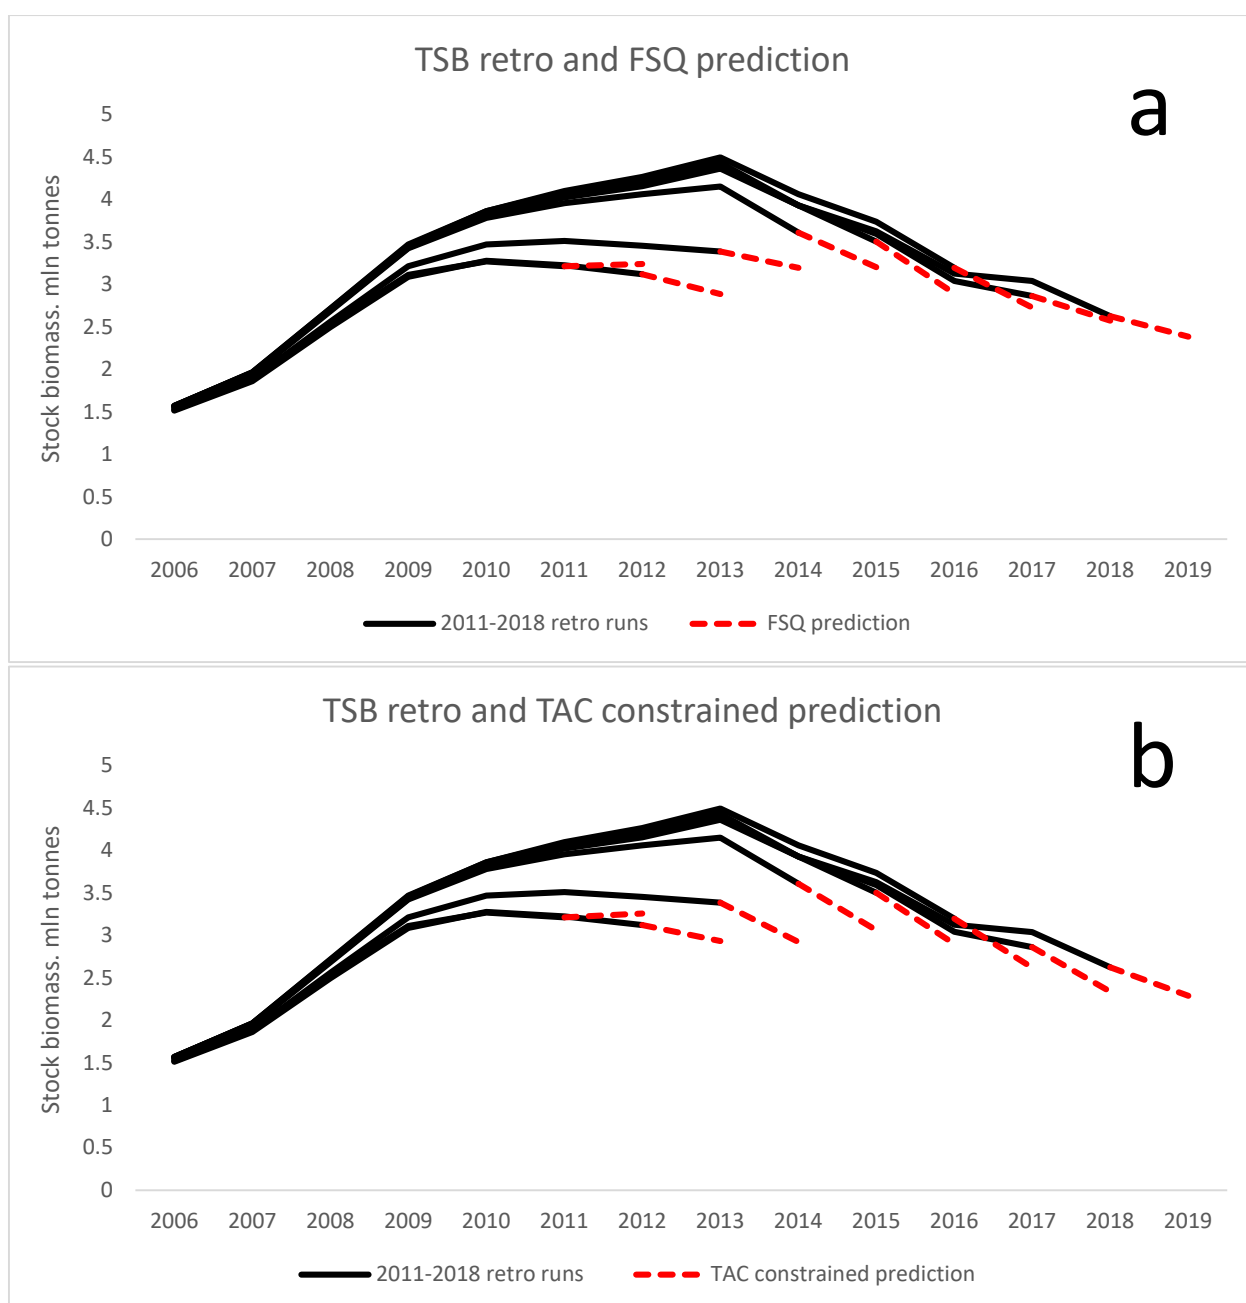 TSB retro and FSQ prediction
a
Stock biomass. mln tonnes
5
4.5
4
3.5
3
2.5
2
1.5
1
0.5
0
2006 2007 2008 2009 2010 2011 2012 2013 2014 2015 2016 2017 2018 2019
2011-2018 retro runs FSQ prediction
TSB retro and TAC constrained prediction
b
Stock biomass. mln tonnes
5
4.5
4
3.5
3
2.5
2
1.5
1
0.5
0
2006 2007 2008 2009 2010 2011 2012 2013 2014 2015 2016 2017 2018 2019
2011-2018 retro runs TAC constrained prediction